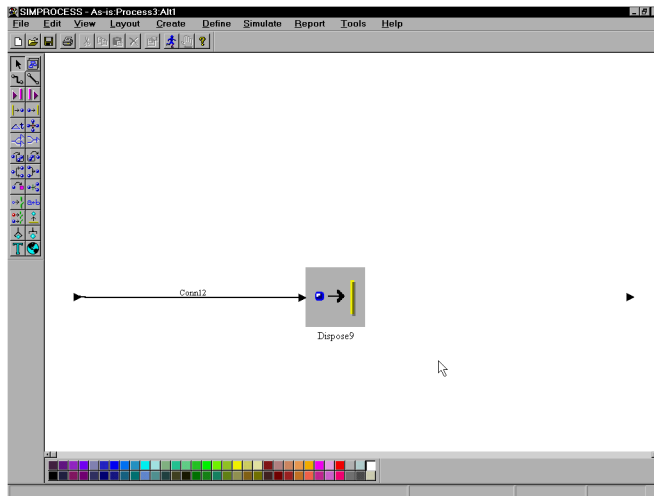 SIMPROCESS - As-is:Process3:Alt1
File Edit View Layout Create Define Simulate Report Tools Help
Conn12
Dispose9